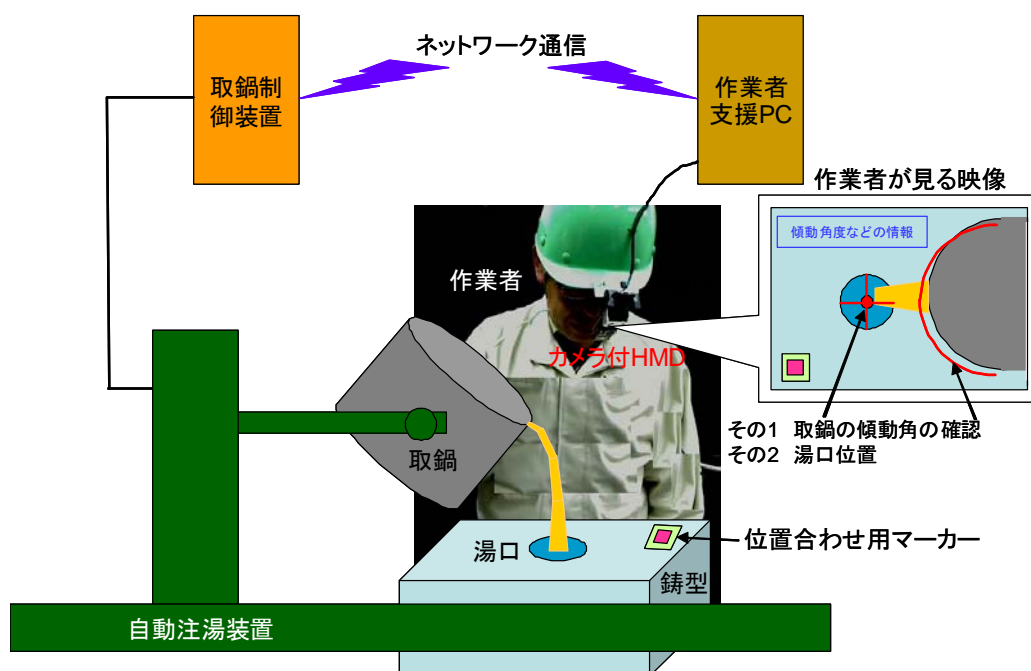 ネットワーク通信
取鍋制
御装置
作業者
支援PC
作業者が見る映像
傾動角度などの情報
作業者
カメラ付HMD
取鍋
その1 取鍋の傾動角の確認
その2 湯口位置
湯口
位置合わせ用マーカー
鋳型
自動注湯装置